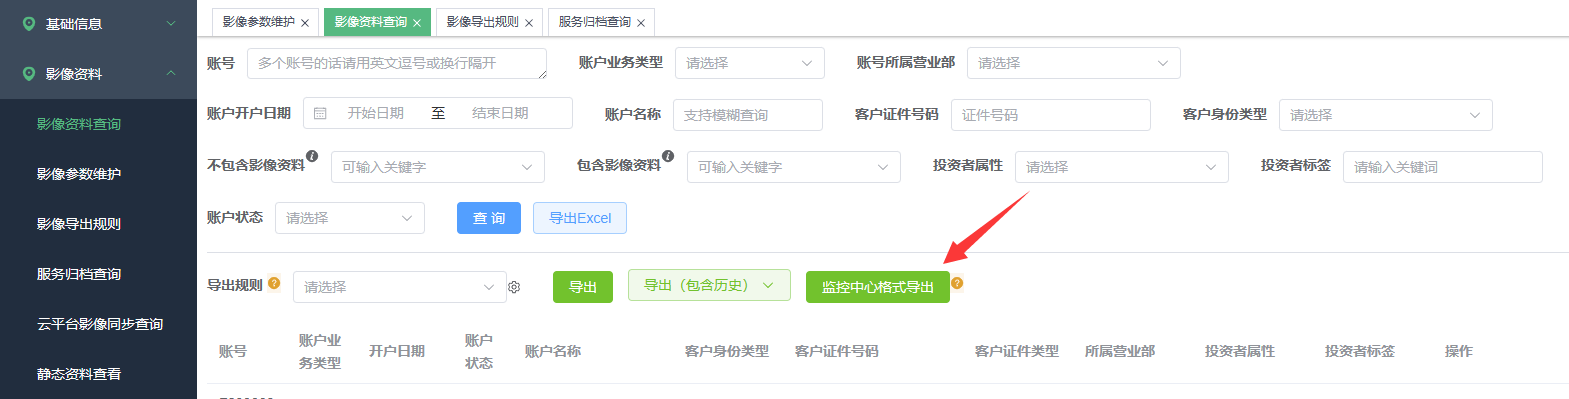 基础信息
影像资料
影像资料查询
影像参数维护
影像导出规则
服务归档查询
云平台影像同步查询
静态资料查看
影像参数维护 影像资料查询 影像导出规则 服务归档查询
账号 多个账号的话请用英文逗号或换行隔开 账户业务类型 请选择 账号所属营业部 请选择
账户开户日期 开始日期 至 结束日期 账户名称 支持模糊查询 客户证件号码 证件号码 客户身份类型 请选择
不包含影像资料 可输入关键字 包含影像资料 可输入关键字 投资者属性 请选择 投资者标签 请输入关键词
账户状态 请选择 查 询 导出Excel
导出规则 请选择 导出 导出（包含历史） 监控中心格式导出
账号 账户业务类型 开户日期 账户状态 账户名称 客户身份类型 客户证件号码 客户证件类型 所属营业部 投资者属性 投资者标签 操作